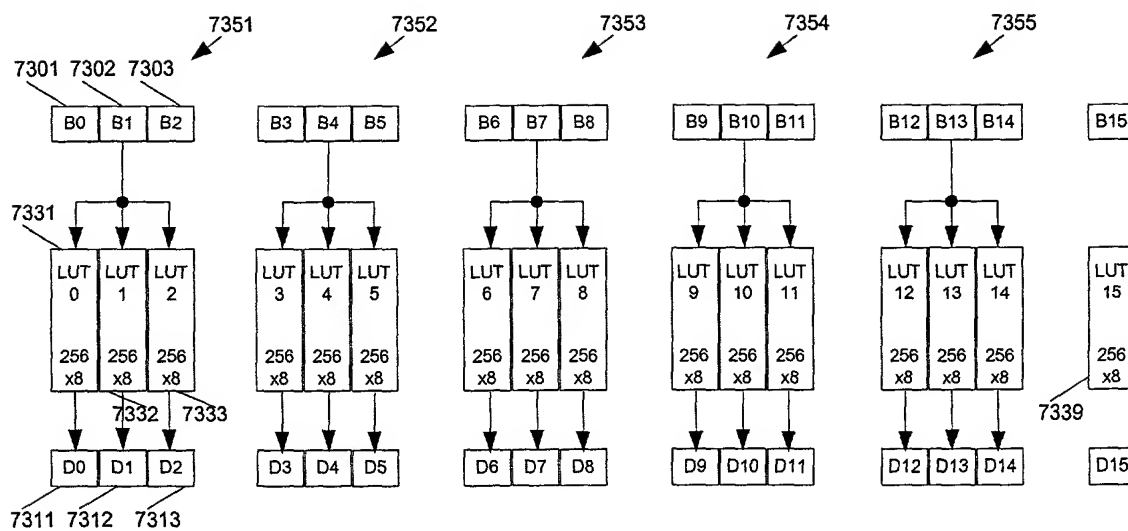 7351 7352 7353 7354 7355
7301 7302 7303
B0 B1 B2 B3 B4 B5 B6 B7 B8 B9 B10 B11 B12 B13 B14 B15
7331
LUT LUT LUT LUT LUT LUT LUT LUT LUT LUT LUT LUT LUT LUT LUT LUT
0 1 2 3 4 5 6 7 8 9 10 11 12 13 14 15
256 256 256 256 256 256 256 256 256 256 256 256 256 256 256 256
x8 x8 x8 x8 x8 x8 x8 x8 x8 x8 x8 x8 x8 x8 x8 x8
7332 7333 7339
D0 D1 D2 D3 D4 D5 D6 D7 D8 D9 D10 D11 D12 D13 D14 D15
7311 7312 7313